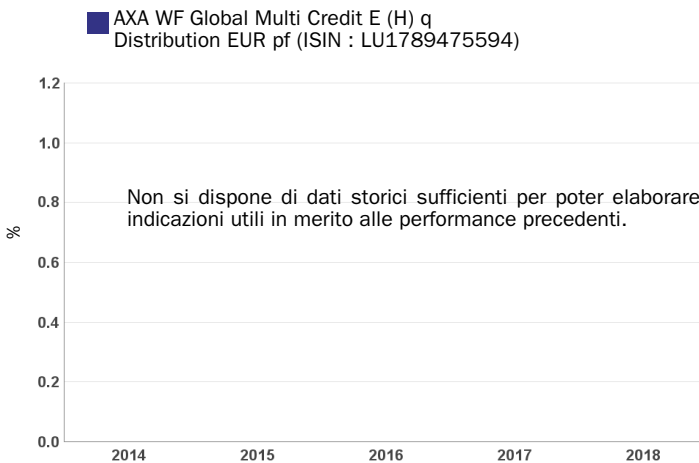 AXA WF Global Multi Credit E (H) q
Distribution EUR pf (ISIN : LU1789475594)
1.2
1.0
Non si dispone di dati storici sufficienti per poter elaborare
0.8
indicazioni utili in merito alle performance precedenti.
%
0.6
0.4
0.2
0.0
2014 2015 2016 2017 2018